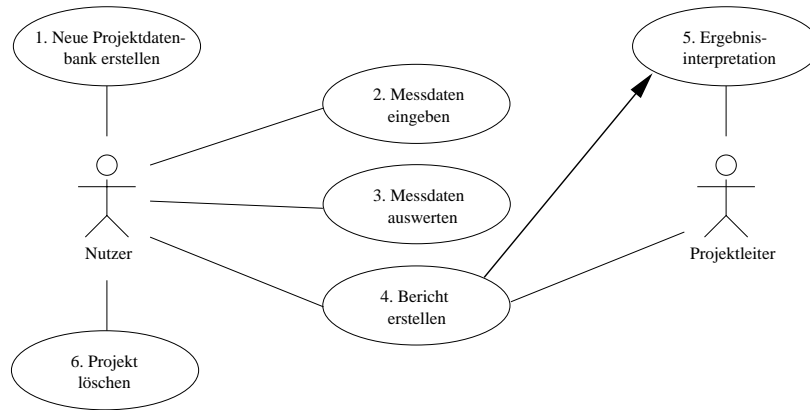 1. Neue Projektdaten-
bank erstellen
5. Ergebnis-
interpretation
2. Messdaten
eingeben
3. Messdaten
auswerten
Nutzer
Projektleiter
4. Bericht
erstellen
6. Projekt
löschen